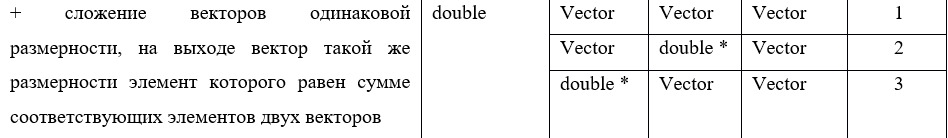 + сложение векторов одинаковой double Vector Vector Vector 1
размерности, на выходе вектор такой же Vector double * Vector 2
размерности элемент которого равен сумме double * Vector Vector 3
соответствующих элементов двух векторов